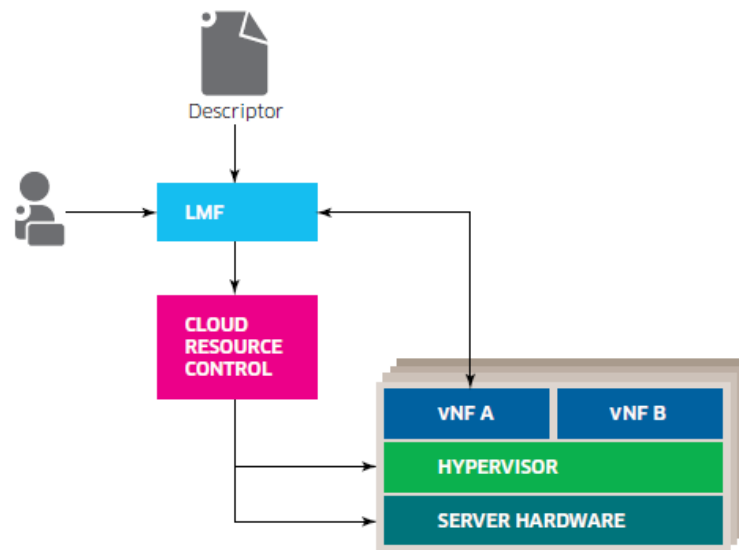 Descriptor
LMF
CLOUD
RESOURCE
CONTROL
vNF A
vNF B
HYPERVISOR
SERVER HARDWARE